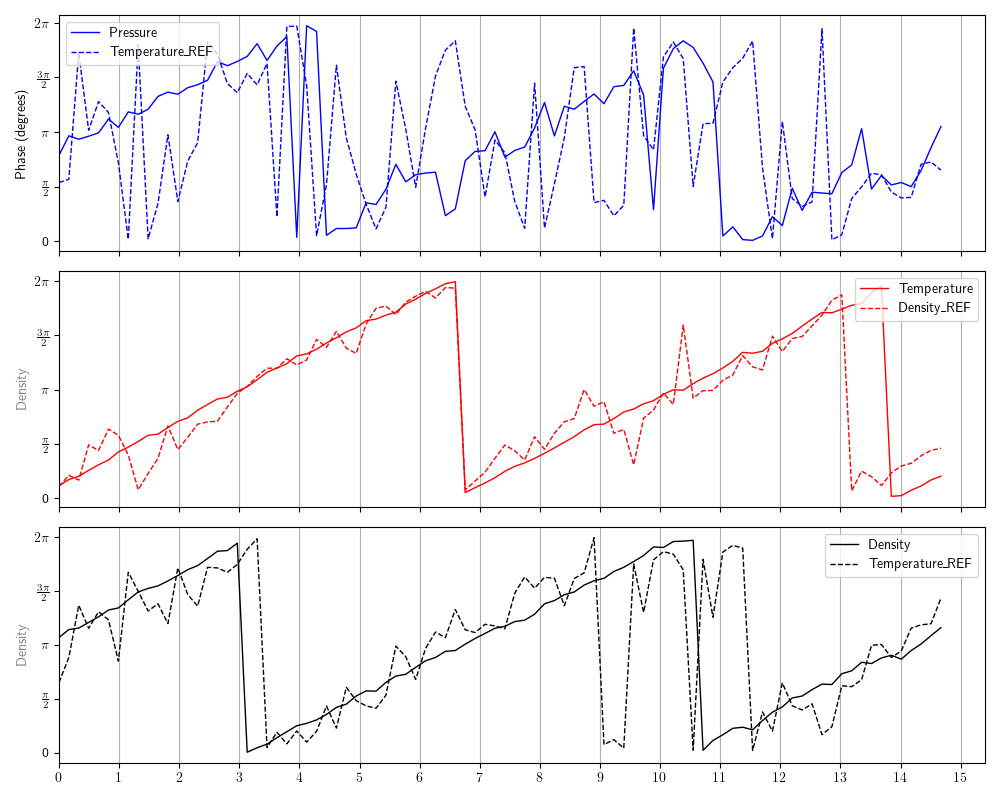 2π
3π/2
π
π/2
0
Phase (degrees)
Pressure
Temperature_REF
2π
3π/2
π
π/2
0
Density
Temperature
Density_REF
2π
3π/2
π
π/2
0
Density
Density
Temperature_REF
0 1 2 3 4 5 6 7 8 9 10 11 12 13 14 15